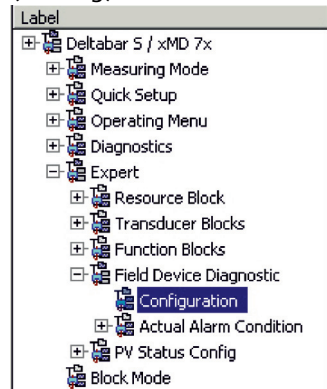 Label
Deltabar S / xMD 7x
Measuring Mode
Quick Setup
Operating Menu
Diagnostics
Expert
Resource Block
Transducer Blocks
Function Blocks
Field Device Diagnostic
Configuration
Actual Alarm Condition
PV Status Config
Block Mode